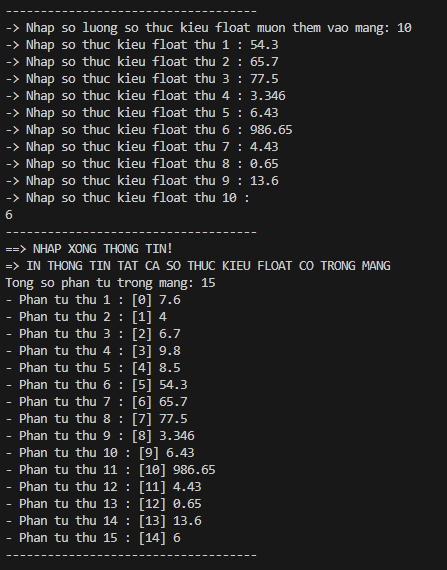 ------------------------------------
-> Nhap so luong so thuc kieu float muon them vao mang: 10
-> Nhap so thuc kieu float thu 1 : 54.3
-> Nhap so thuc kieu float thu 2 : 65.7
-> Nhap so thuc kieu float thu 3 : 77.5
-> Nhap so thuc kieu float thu 4 : 3.346
-> Nhap so thuc kieu float thu 5 : 6.43
-> Nhap so thuc kieu float thu 6 : 986.65
-> Nhap so thuc kieu float thu 7 : 4.43
-> Nhap so thuc kieu float thu 8 : 0.65
-> Nhap so thuc kieu float thu 9 : 13.6
-> Nhap so thuc kieu float thu 10 :
6
------------------------------------
==> NHAP XONG THONG TIN!
=> IN THONG TIN TAT CA SO THUC KIEU FLOAT CO TRONG MANG
Tong so phan tu trong mang: 15
- Phan tu thu 1 : [0] 7.6
- Phan tu thu 2 : [1] 4
- Phan tu thu 3 : [2] 6.7
- Phan tu thu 4 : [3] 9.8
- Phan tu thu 5 : [4] 8.5
- Phan tu thu 6 : [5] 54.3
- Phan tu thu 7 : [6] 65.7
- Phan tu thu 8 : [7] 77.5
- Phan tu thu 9 : [8] 3.346
- Phan tu thu 10 : [9] 6.43
- Phan tu thu 11 : [10] 986.65
- Phan tu thu 12 : [11] 4.43
- Phan tu thu 13 : [12] 0.65
- Phan tu thu 14 : [13] 13.6
- Phan tu thu 15 : [14] 6
------------------------------------